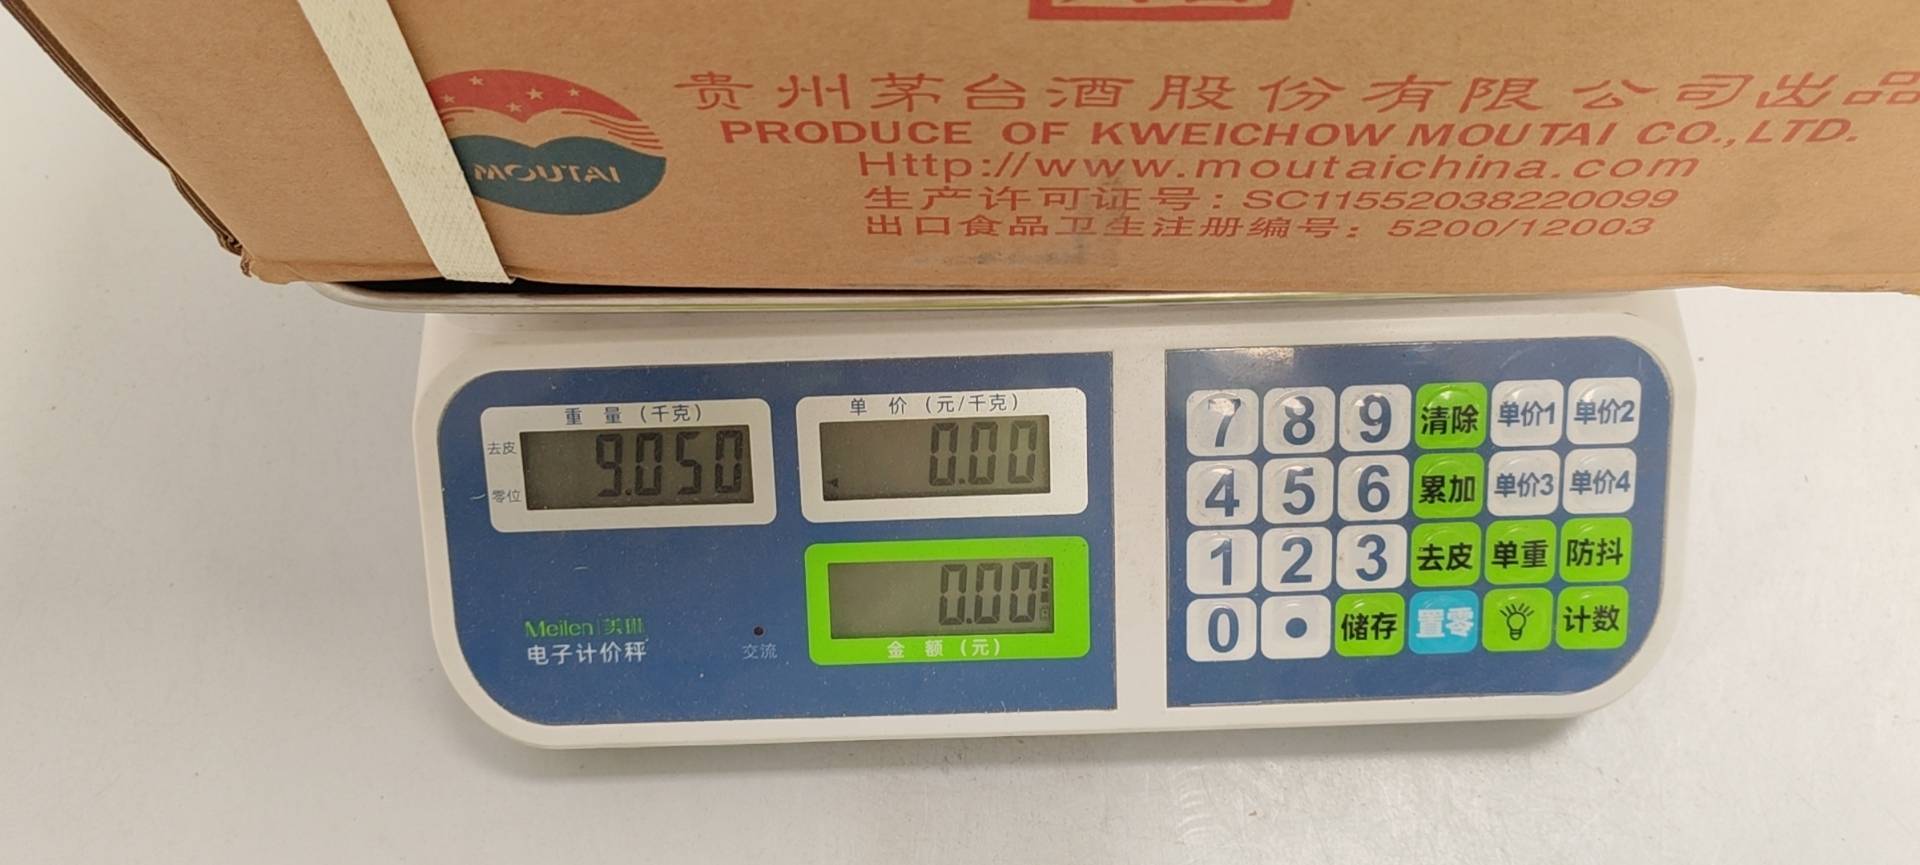 MOUTAI
贵州茅台酒股份有限公司出品
PRODUCE OF KWEICHOW MOUTAI CO.,LTD.
Http://www.moutaichina.com
生产许可证号：SC11552038220099
出口食品卫生注册编号：5200/12003
重量（千克）
去皮
零位
9.050
单价（元/千克）
0.00
0.00
金额（元）
Meilen|美琳
电子计价秤
交流
7 8 9 清除 单价1 单价2
4 5 6 累加 单价3 单价4
1 2 3 去皮 单重 防抖
0 • 储存 置零 计数